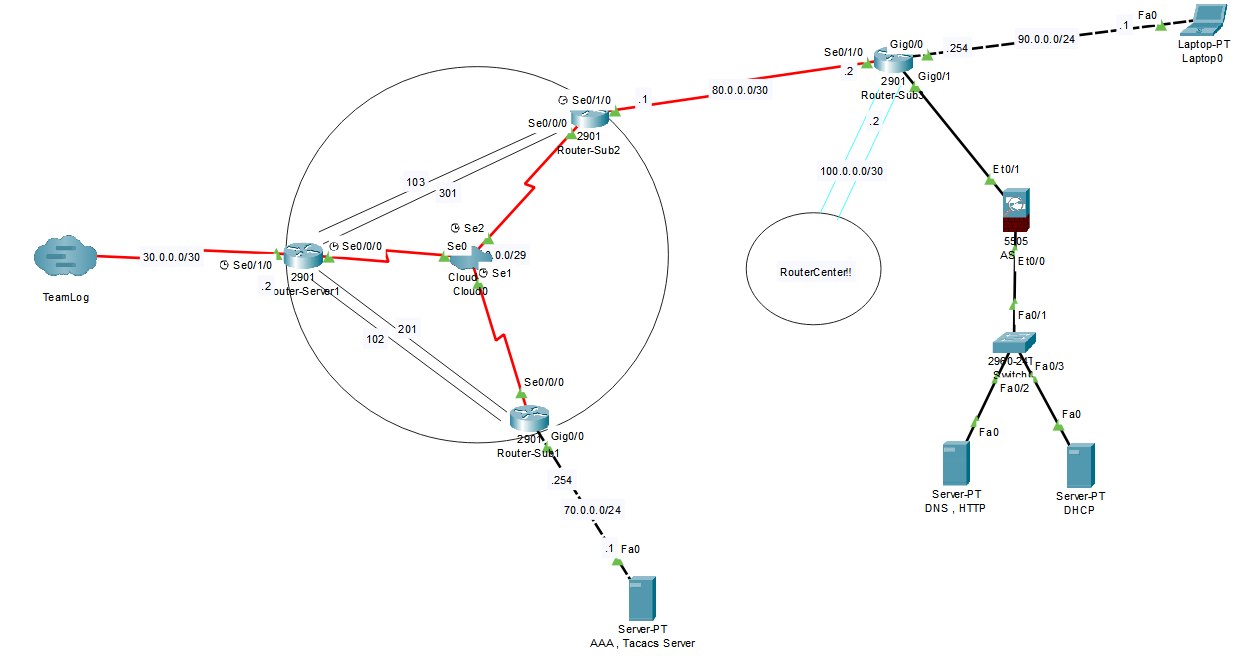 Fa0
.1
90.0.0.0/24
Laptop-PT
Laptop0
Gig0/0
.254
Se0/1/0
.2
2901
Gig0/1
Router-Sub3
80.0.0.0/30
.1
Se0/1/0
Se0/0/0
2901
Router-Sub2
.2
100.0.0.0/30
Et0/1
103
301
5505
Et0/0
Se2
Se0/0/0
Se0
0.0/29
30.0.0.0/30
Se0/1/0
.2
2901
outer-Server1
Cloud
Se1
Cloud0
RouterCenter!!
TeamLog
Fa0/1
201
102
Switch
Fa0/3
Fa0/2
Se0/0/0
2901
Gig0/0
Router-Sub1
Fa0
Fa0
.254
Server-PT
DNS , HTTP
Server-PT
DHCP
70.0.0.0/24
.1
Fa0
Server-PT
AAA , Tacacs Server